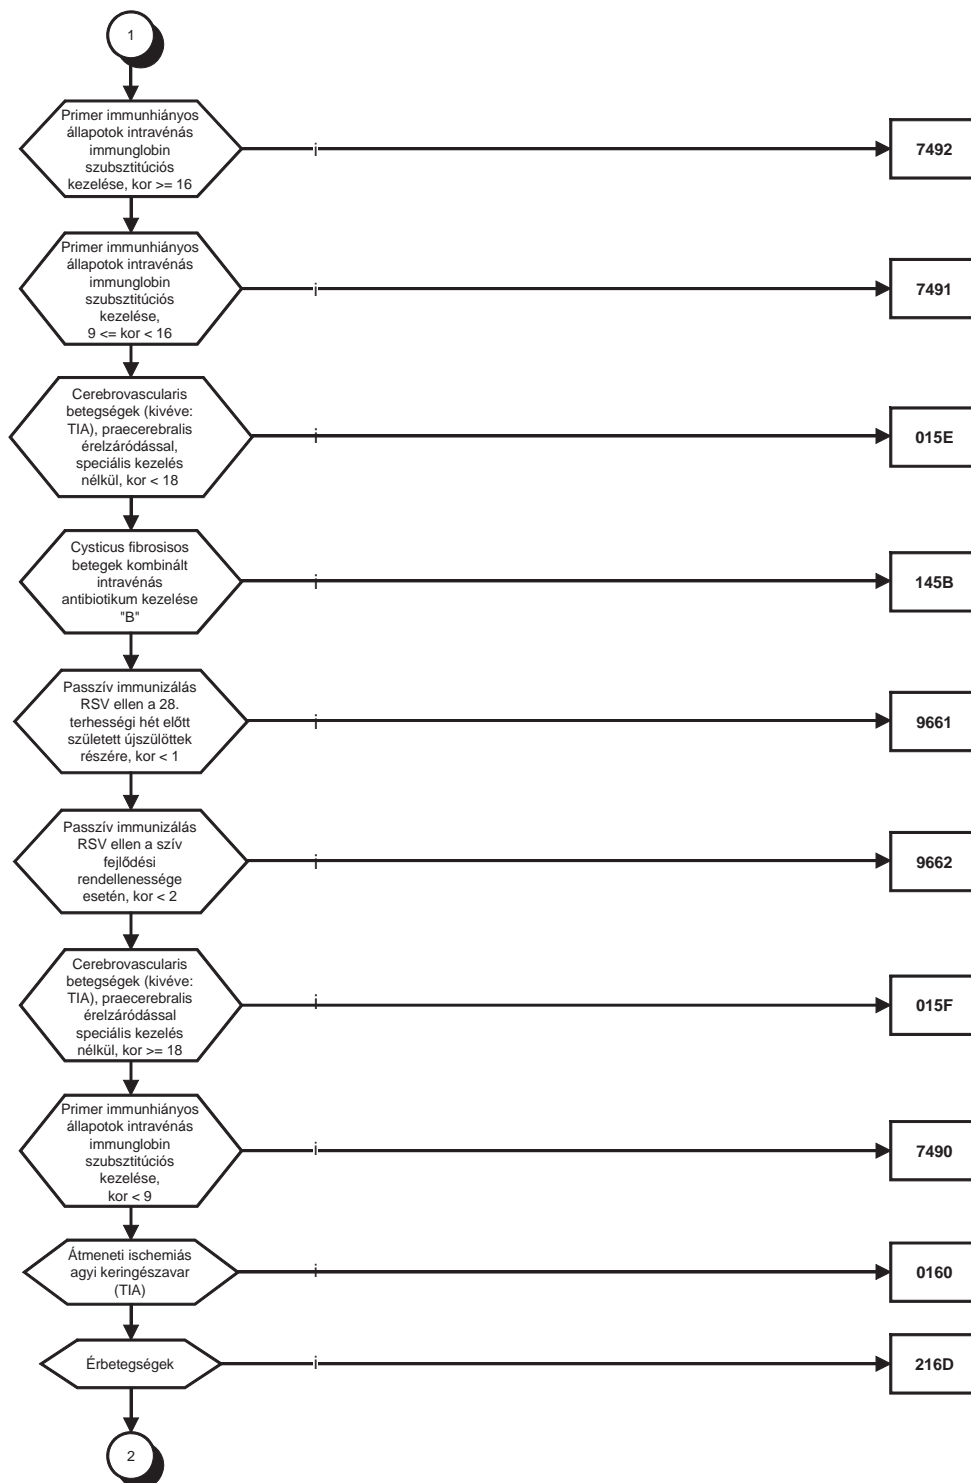 1
Primer immunhiányos
állapotok intravénás
immunglobin
szubsztitúciós
kezelése, kor >= 16
i
7492
Primer immunhiányos
állapotok intravénás
immunglobin
szubsztitúciós
kezelése,
9 <= kor < 16
i
7491
Cerebrovascularis
betegségek (kivéve:
TIA), praecerebralis
érelzáródással,
speciális kezelés
nélkül, kor < 18
i
015E
Cysticus fibrosisos
betegek kombinált
intravénás
antibiotikum kezelése
"B"
i
145B
Passzív immunizálás
RSV ellen a 28.
terhességi hét előtt
született újszülöttek
részére, kor < 1
i
9661
Passzív immunizálás
RSV ellen a szív
fejlődési
rendellenessége
esetén, kor < 2
i
9662
Cerebrovascularis
betegségek (kivéve:
TIA), praecerebralis
érelzáródással
speciális kezelés
nélkül, kor >= 18
i
015F
Primer immunhiányos
állapotok intravénás
immunglobin
szubsztitúciós
kezelése,
kor < 9
i
7490
Átmeneti ischemiás
agyi keringészavar
(TIA)
i
0160
Érbetegségek
i
216D
2